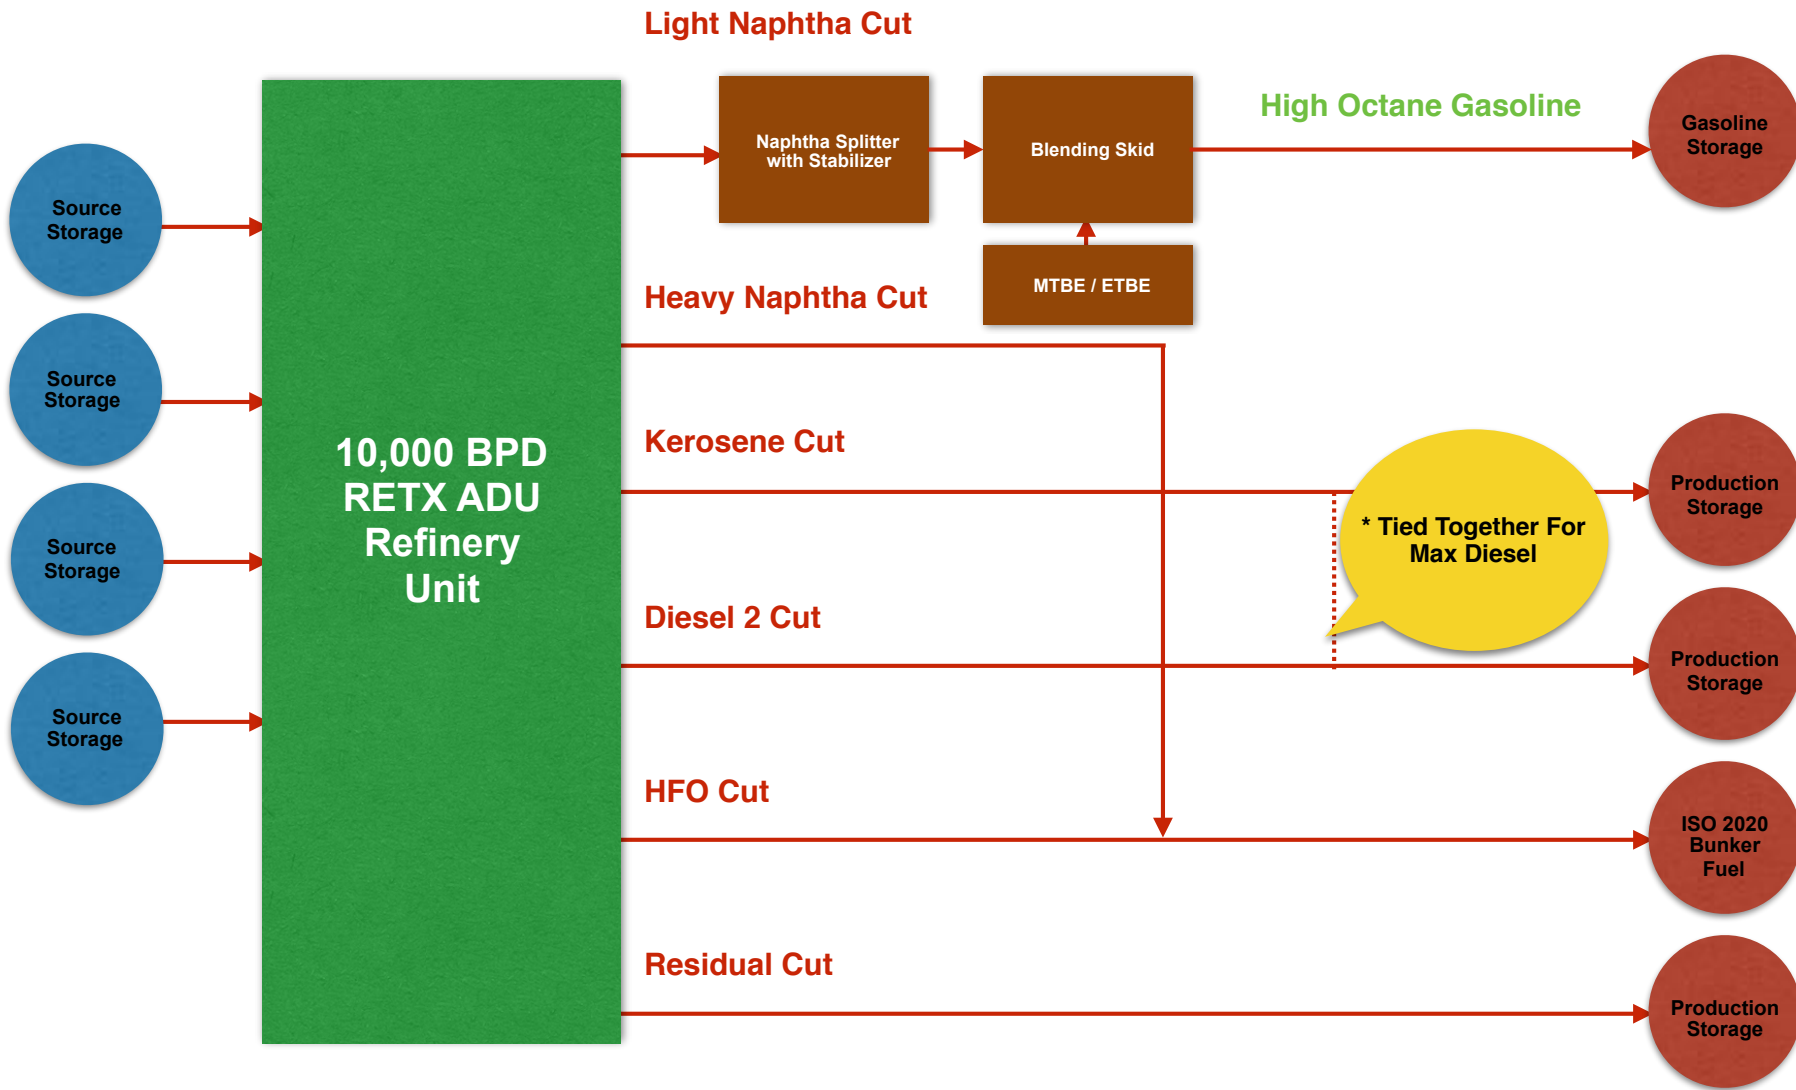 Light Naphtha Cut
Naphtha Splitter
with Stabilizer
Blending Skid
High Octane Gasoline
Gasoline
Storage
MTBE / ETBE
Source
Storage
Source
Storage
Source
Storage
Source
Storage
10,000 BPD
RETX ADU
Refinery
Unit
Heavy Naphtha Cut
Kerosene Cut
* Tied Together For
Max Diesel
Production
Storage
Diesel 2 Cut
Production
Storage
HFO Cut
ISO 2020
Bunker
Fuel
Residual Cut
Production
Storage